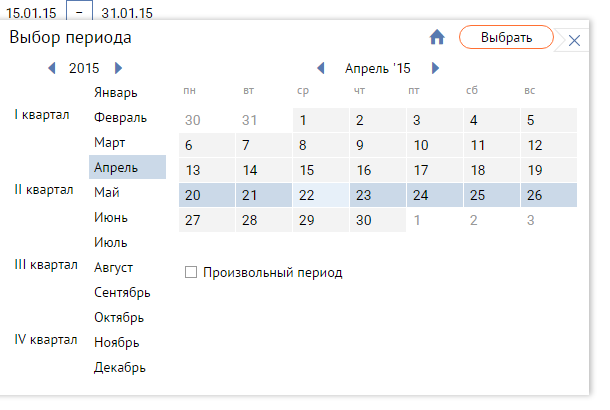 15.01.15 – 31.01.15
Выбор периода
Выбрать
2015
Апрель '15
Январь
I квартал
Февраль
Март
Апрель
II квартал
Май
Июнь
Июль
III квартал
Август
Сентябрь
Октябрь
IV квартал
Ноябрь
Декабрь
пн вт ср чт пт сб вс
30 31 1 2 3 4 5
6 7 8 9 10 11 12
13 14 15 16 17 18 19
20 21 22 23 24 25 26
27 28 29 30 1 2 3
Произвольный период